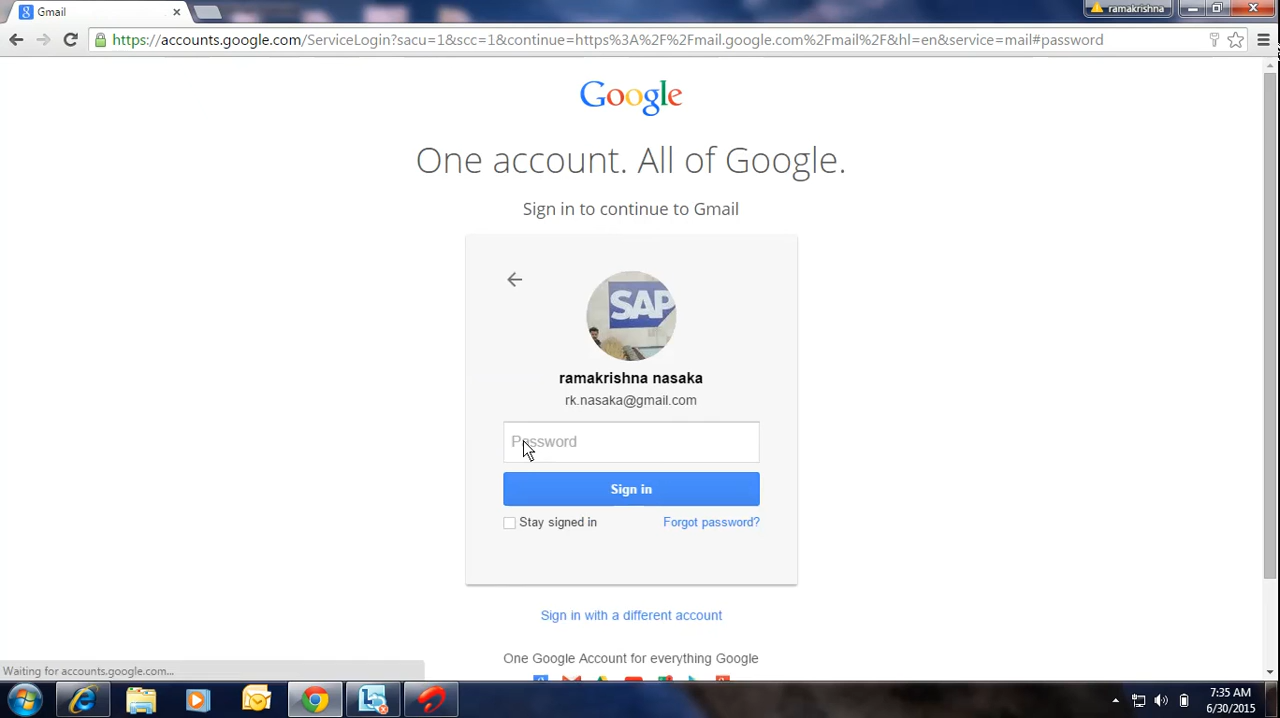 Gmail
ramakrishna
https://accounts.google.com/ServiceLogin?sacu=1&scc=1&continue=https%3A%2F%2Fmail.google.com%2Fmail%2F&hl=en&service=mail#password
Google
One account. All of Google.
Sign in to continue to Gmail
SAP
ramakrishna nasaka
rk.nasaka@gmail.com
Password
Sign in
Stay signed in
Forgot password?
Sign in with a different account
One Google Account for everything Google
Waiting for accounts.google.com...
7:35 AM
6/30/2015